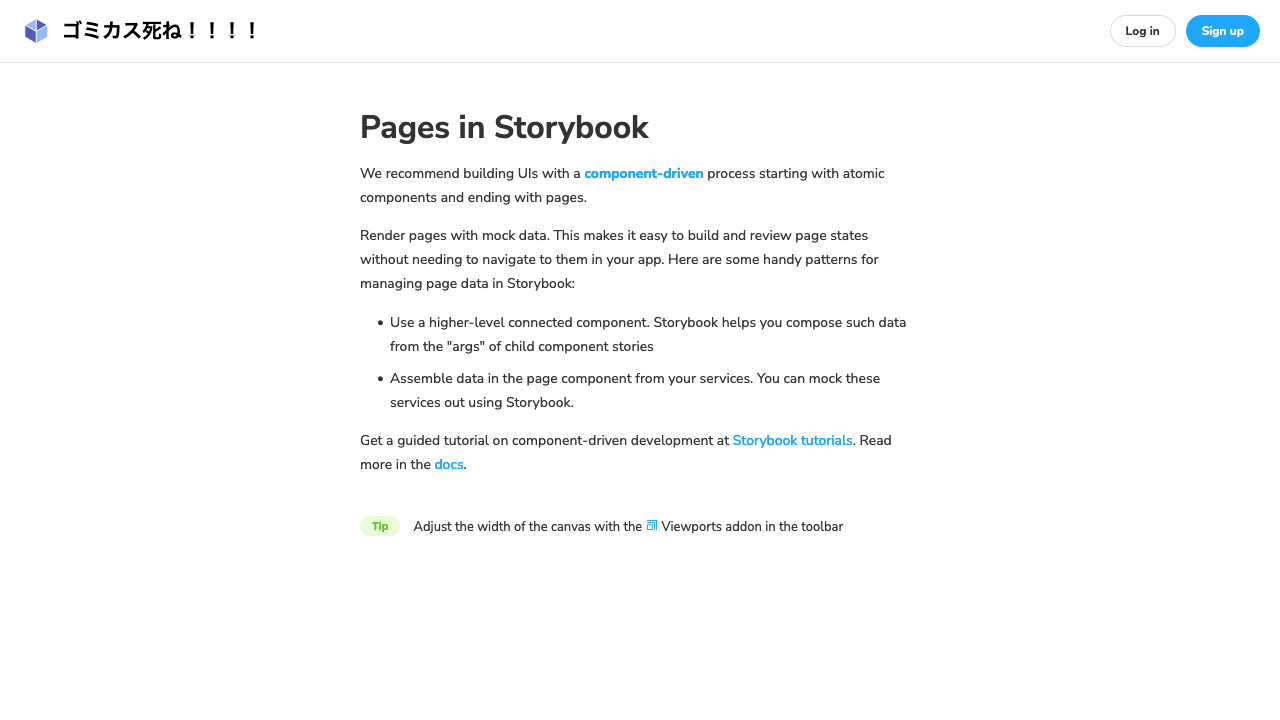 ゴミカス死ね！！！！
Log in
Sign up
Pages in Storybook
We recommend building UIs with a component-driven process starting with atomic
components and ending with pages.
Render pages with mock data. This makes it easy to build and review page states
without needing to navigate to them in your app. Here are some handy patterns for
managing page data in Storybook:
• Use a higher-level connected component. Storybook helps you compose such data
from the "args" of child component stories
• Assemble data in the page component from your services. You can mock these
services out using Storybook.
Get a guided tutorial on component-driven development at Storybook tutorials. Read
more in the docs.
Tip Adjust the width of the canvas with the Viewports addon in the toolbar